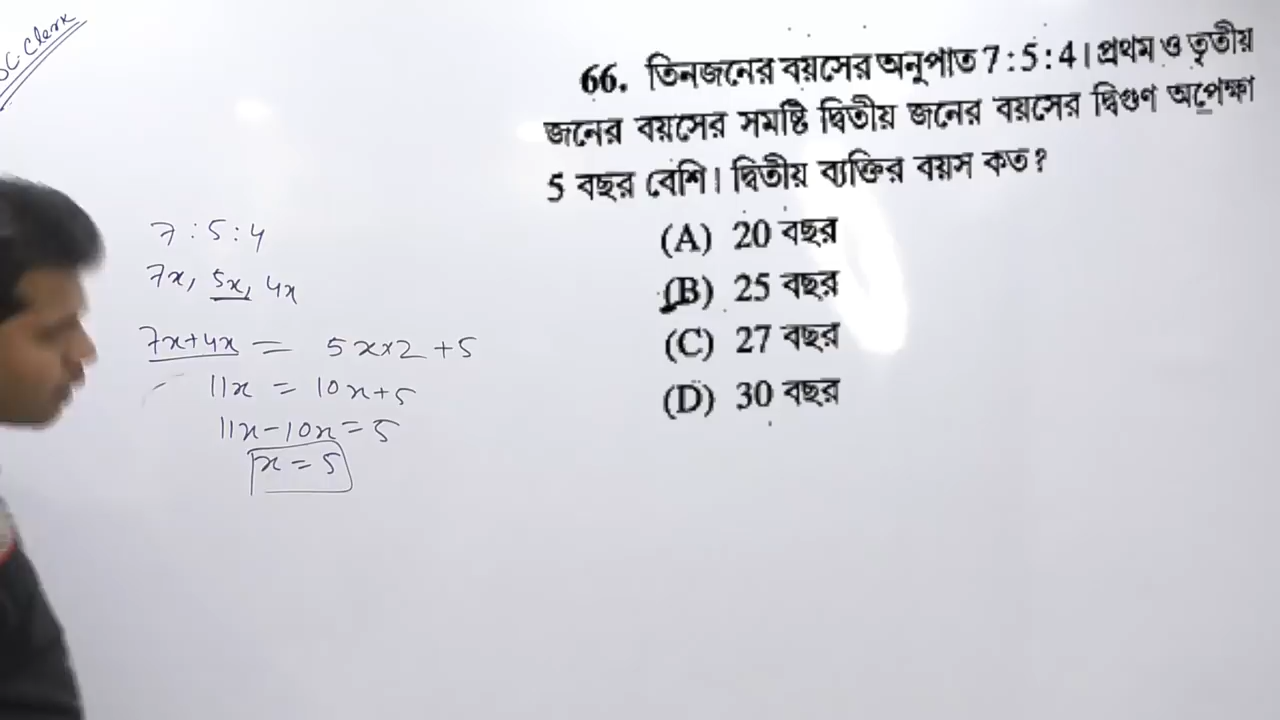 SC. Clerk
66. তিনজনের বয়সের অনুপাত 7 : 5 : 4। প্রথম ও তৃতীয়
জনের বয়সের সমষ্টি দ্বিতীয় জনের বয়সের দ্বিগুণ অপেক্ষা
5 বছর বেশি। দ্বিতীয় ব্যক্তির বয়স কত?
(A) 20 বছর
(B) 25 বছর
(C) 27 বছর
(D) 30 বছর
7 : 5 : 4
7x, 5x, 4x
7x+4x = 5x×2+5
11x = 10x+5
11x-10x = 5
x = 5